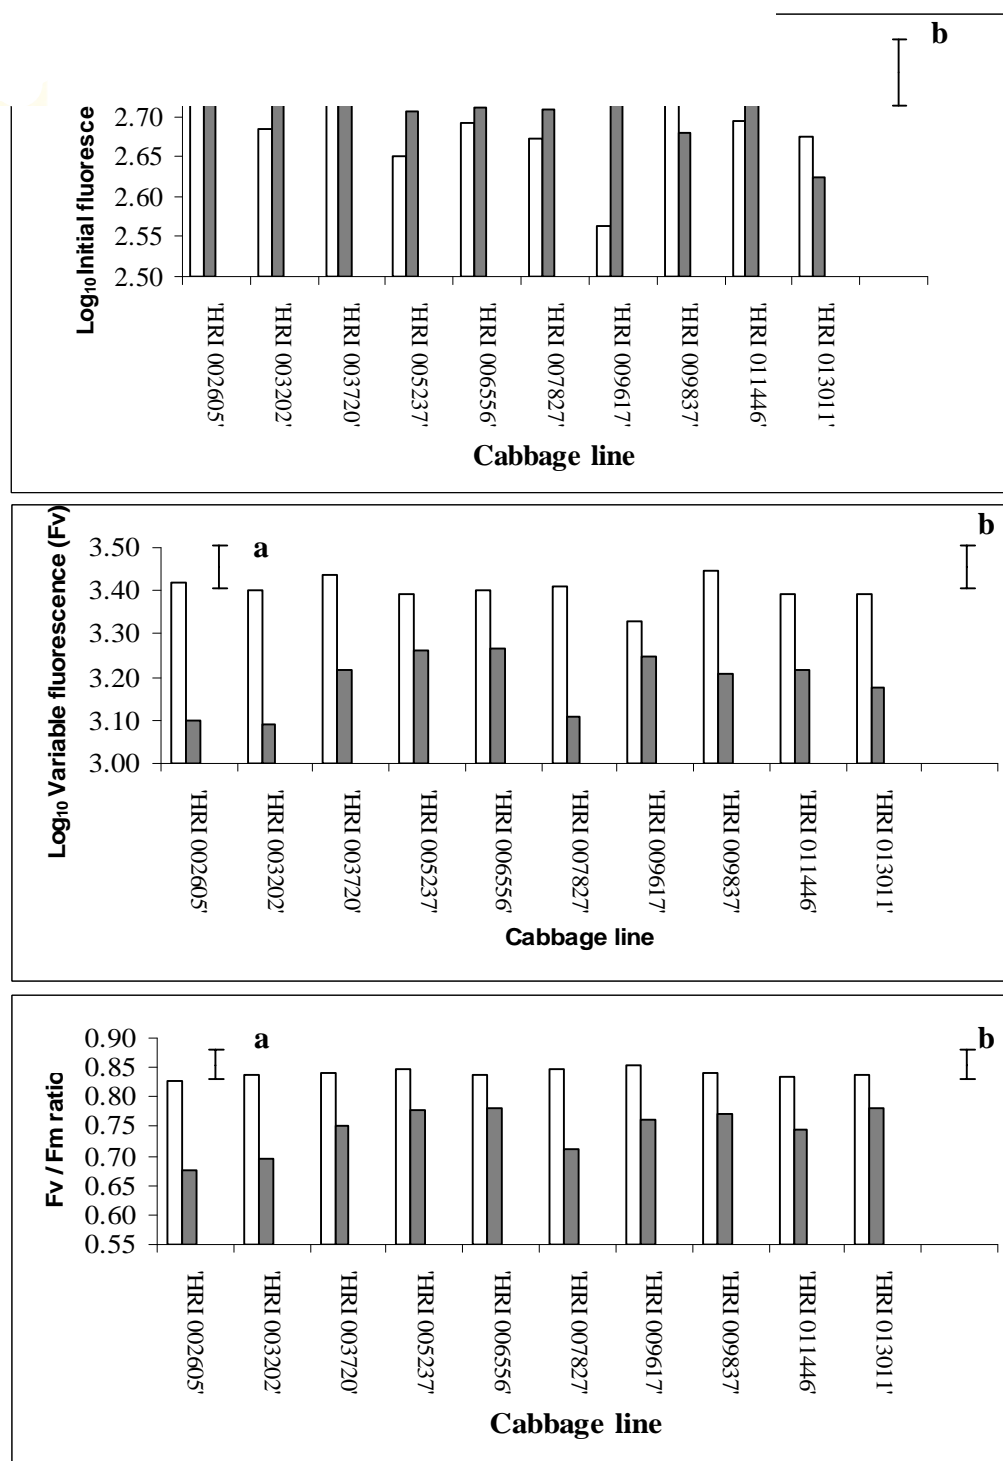 b
Log₁₀ Initial fluoresce
2.70
2.65
2.60
2.55
2.50
'HRI 002605'
'HRI 003202'
'HRI 003720'
'HRI 005237'
'HRI 006556'
'HRI 007827'
'HRI 009617'
'HRI 009837'
'HRI 011446'
'HRI 013011'
Cabbage line
Log₁₀ Variable fluorescence (Fv)
a
b
3.50
3.40
3.30
3.20
3.10
3.00
'HRI 002605'
'HRI 003202'
'HRI 003720'
'HRI 005237'
'HRI 006556'
'HRI 007827'
'HRI 009617'
'HRI 009837'
'HRI 011446'
'HRI 013011'
Cabbage line
Fv / Fm ratio
a
b
0.90
0.85
0.80
0.75
0.70
0.65
0.60
0.55
'HRI 002605'
'HRI 003202'
'HRI 003720'
'HRI 005237'
'HRI 006556'
'HRI 007827'
'HRI 009617'
'HRI 009837'
'HRI 011446'
'HRI 013011'
Cabbage line